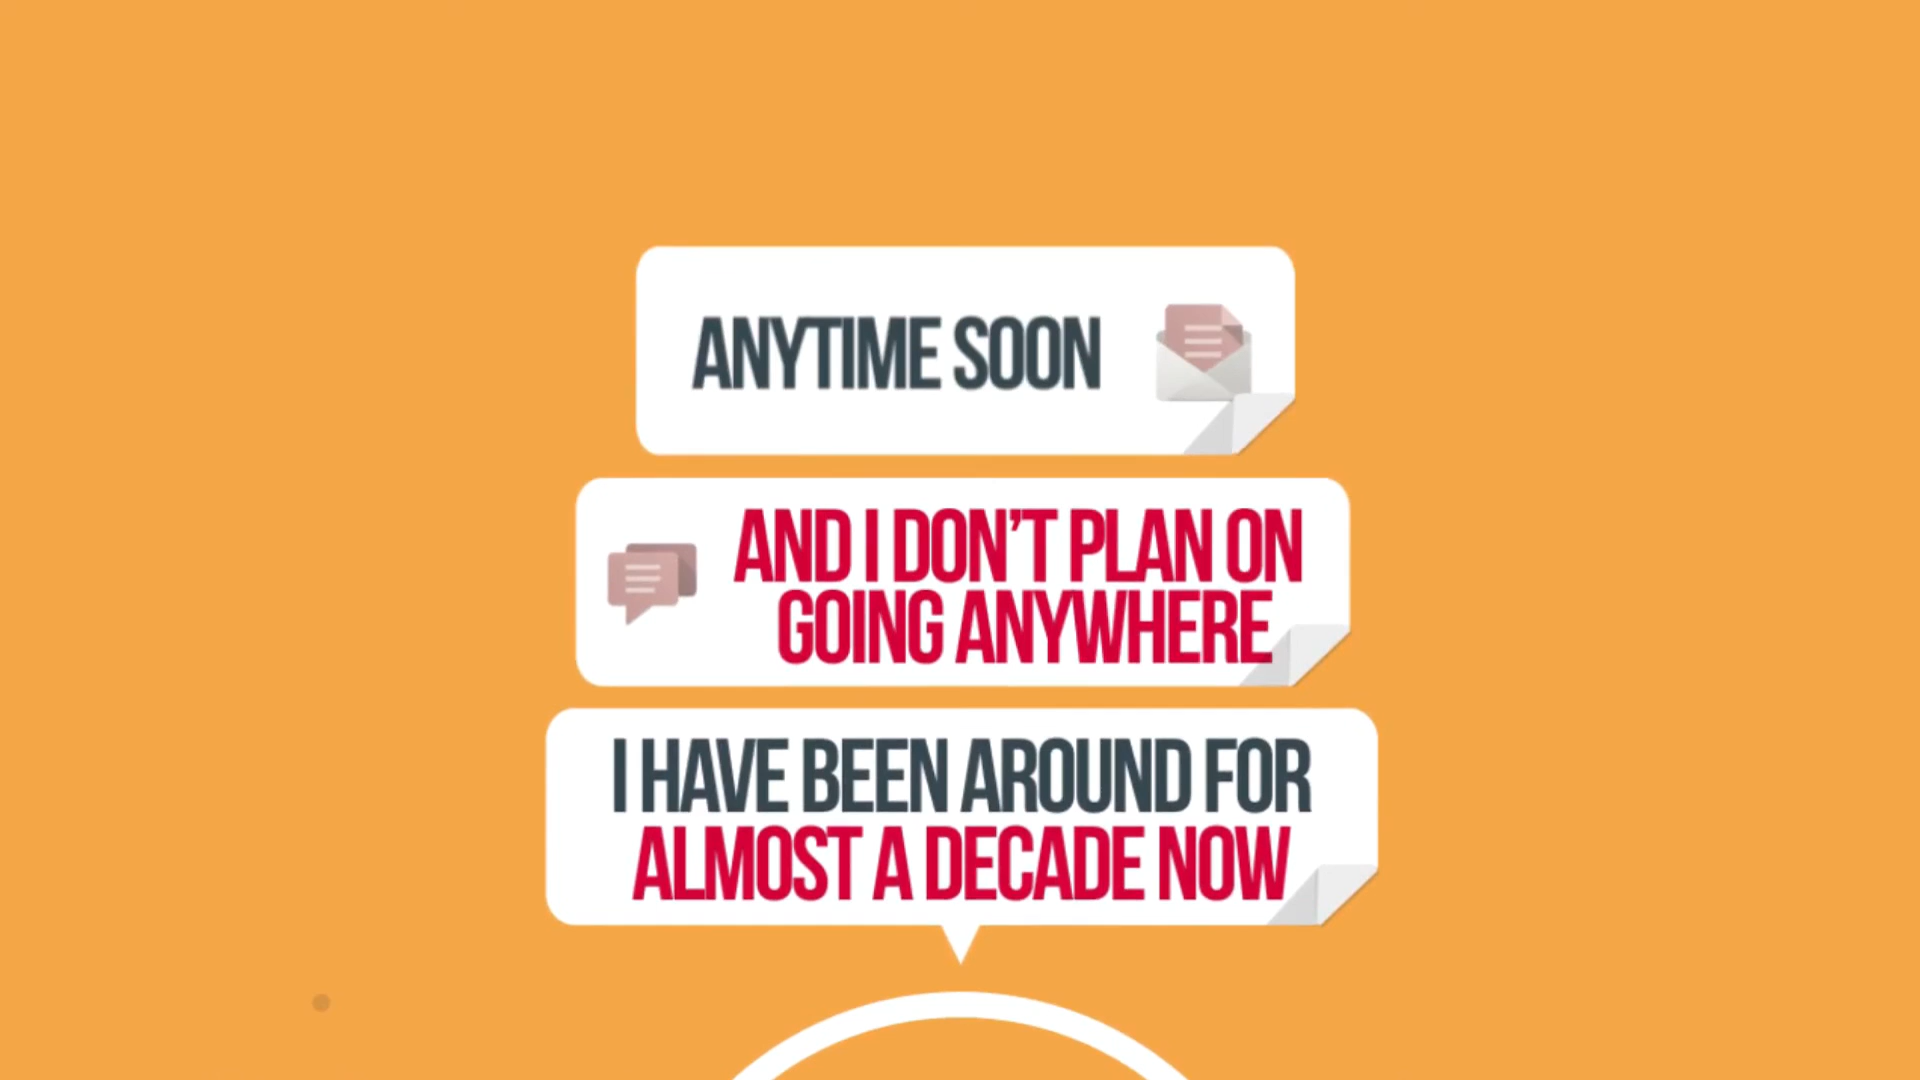 ANYTIME SOON
AND I DON'T PLAN ON
GOING ANYWHERE
I HAVE BEEN AROUND FOR
ALMOST A DECADE NOW